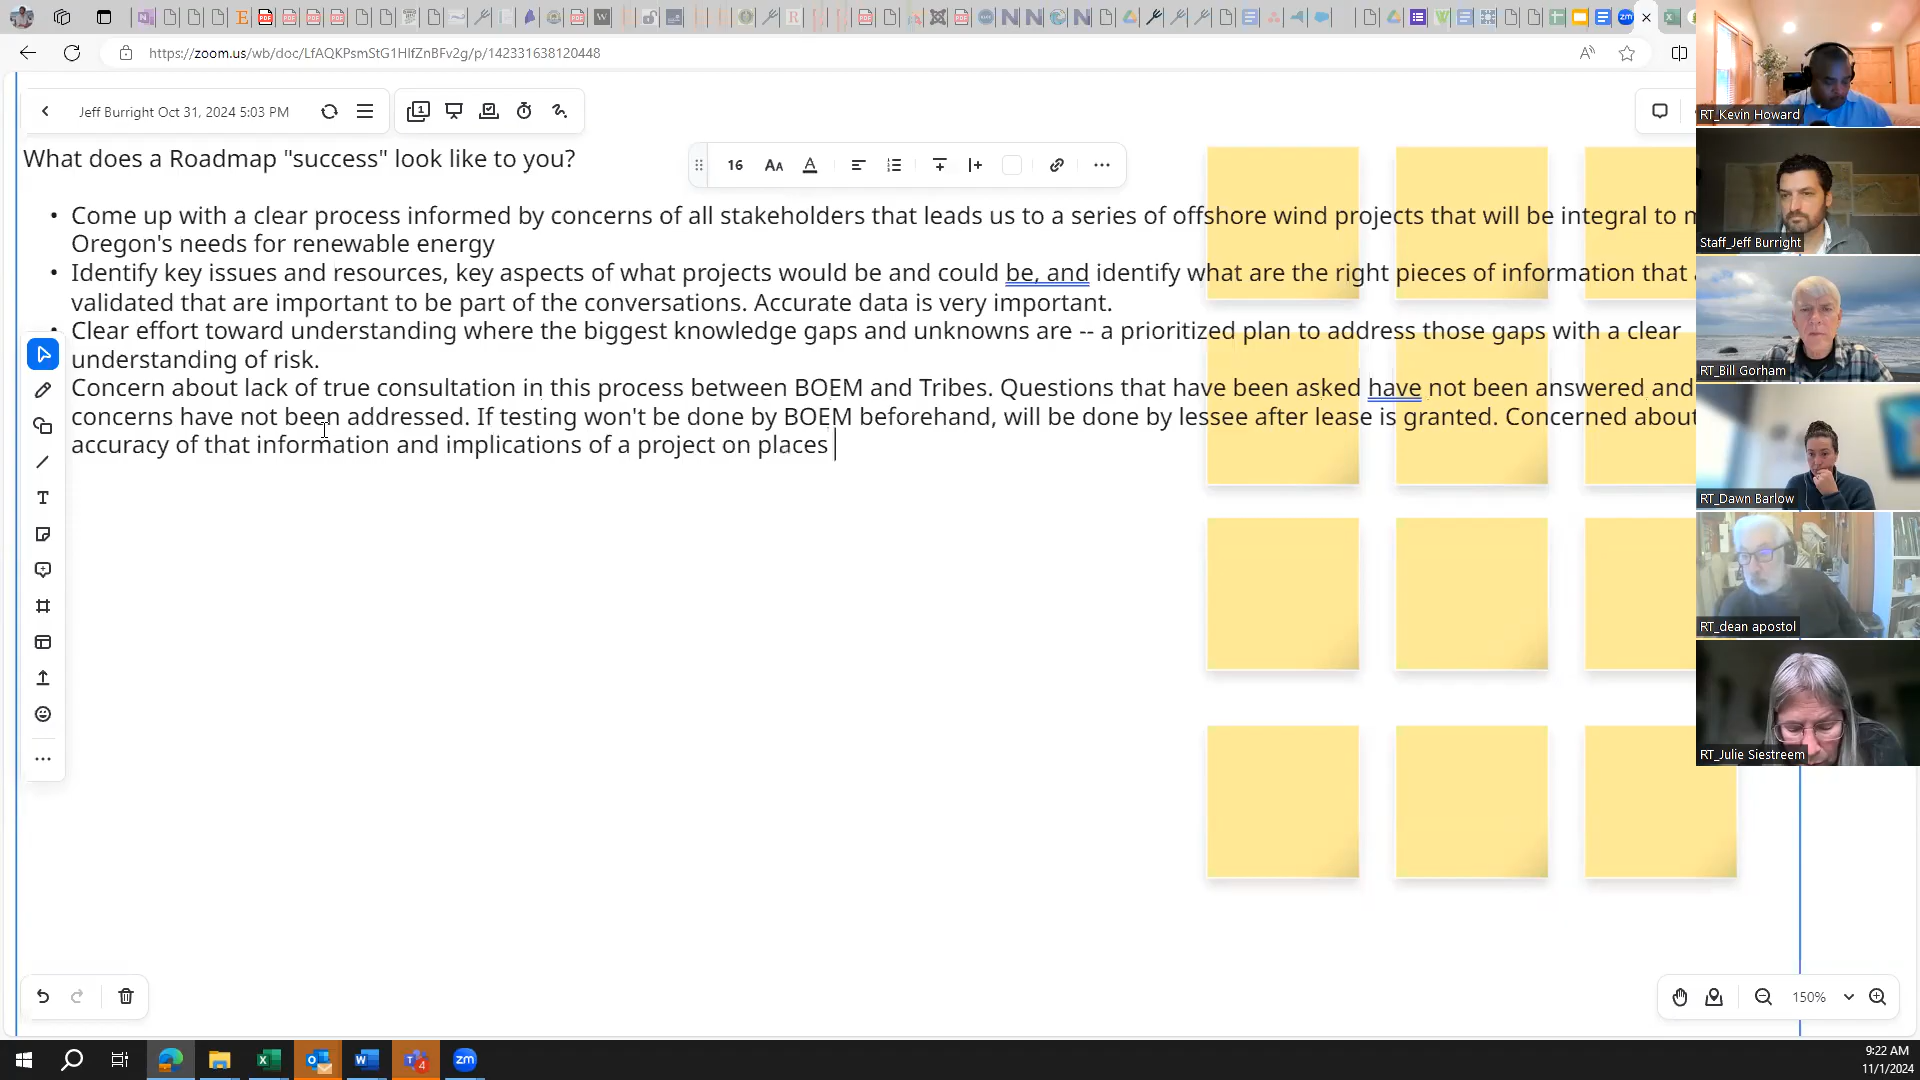 https://zoom.us/wb/doc/LfAQKPsmStG1HIfZnBFv2g/p/142331638120448
Jeff Burright Oct 31, 2024 5:03 PM
16
What does a Roadmap "success" look like to you?
Come up with a clear process informed by concerns of all stakeholders that leads us to a series of offshore wind projects that will be integral to
Oregon's needs for renewable energy
Identify key issues and resources, key aspects of what projects would be and could be, and identify what are the right pieces of information that
validated that are important to be part of the conversations. Accurate data is very important.
Clear effort toward understanding where the biggest knowledge gaps and unknowns are -- a prioritized plan to address those gaps with a clear
understanding of risk.
Concern about lack of true consultation in this process between BOEM and Tribes. Questions that have been asked have not been answered and
concerns have not been addressed. If testing won't be done by BOEM beforehand, will be done by lessee after lease is granted. Concerned about
accuracy of that information and implications of a project on places
RT_Kevin Howard
Staff_Jeff Burright
RT_Bill Gorham
RT_Dawn Barlow
RT_dean apostol
RT_Julie Siestreem
150%
9:22 AM
11/1/2024